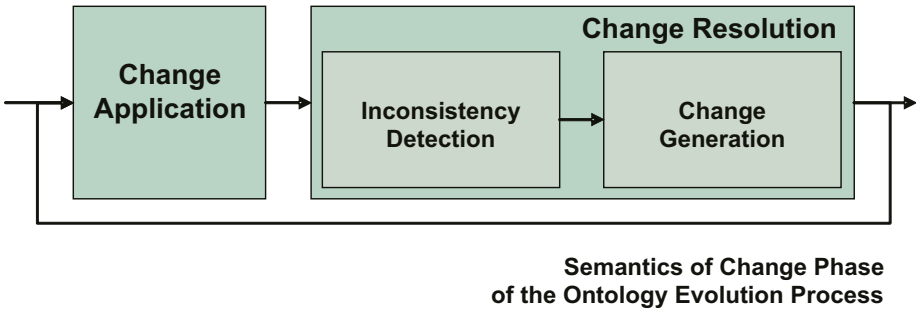 Change Resolution
Change
Application
Inconsistency
Detection
Change
Generation
Semantics of Change Phase
of the Ontology Evolution Process